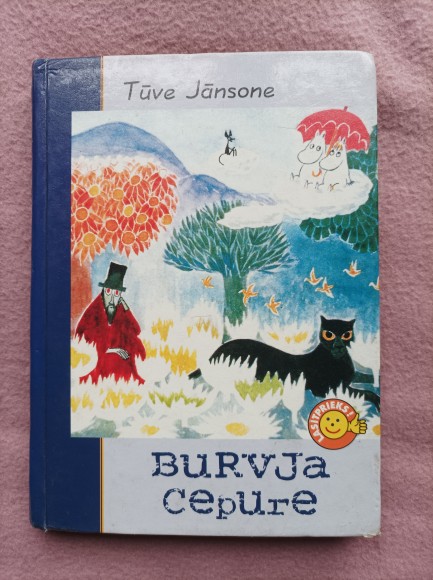 Tūve Jānsone
LASĪTPRIEKS!
BURVJA
Cepure